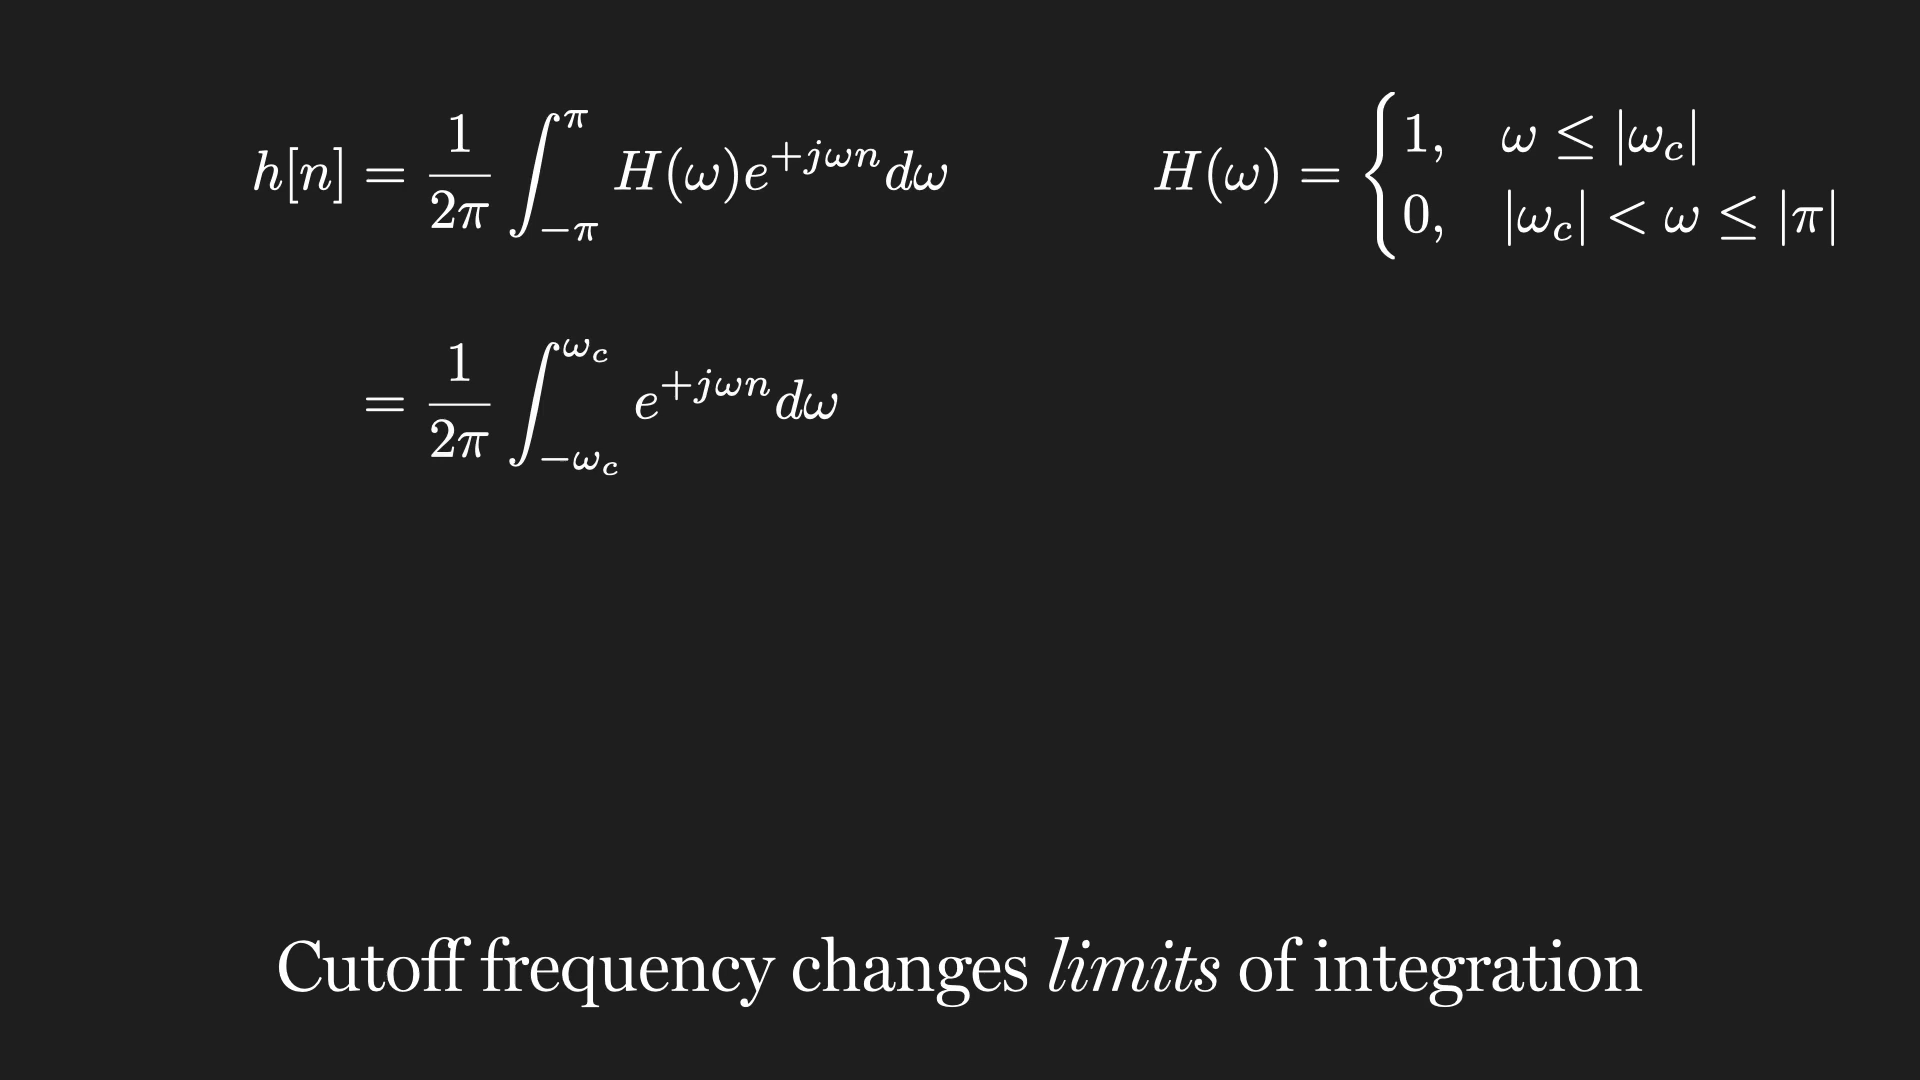 h[n] = \frac{1}{2\pi} \int_{-\pi}^{\pi} H(\omega)e^{+j\omega n}d\omega
H(\omega) = \begin{cases} 1, & \omega \leq |\omega_c| \\ 0, & |\omega_c| < \omega \leq |\pi| \end{cases}
= \frac{1}{2\pi} \int_{-\omega_c}^{\omega_c} e^{+j\omega n}d\omega
Cutoff frequency changes limits of integration